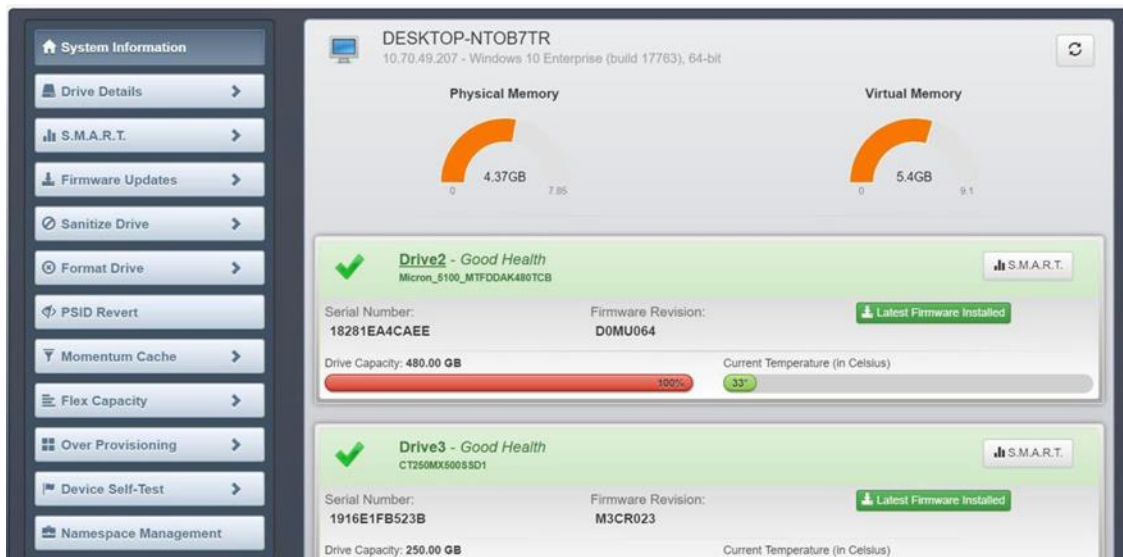 System Information
Drive Details
S.M.A.R.T.
Firmware Updates
Sanitize Drive
Format Drive
PSID Revert
Momentum Cache
Flex Capacity
Over Provisioning
Device Self-Test
Namespace Management
DESKTOP-NTOB7TR
10.70.49.207 - Windows 10 Enterprise (build 17763), 64-bit
Physical Memory
4.37GB
0
7.85
Virtual Memory
5.4GB
0
9.1
Drive2 - Good Health
Micron_5100_MTFDDAK480TCB
S.M.A.R.T.
Serial Number:
18281EA4CAEE
Firmware Revision:
D0MU064
Latest Firmware Installed
Drive Capacity: 480.00 GB
100%
Current Temperature (in Celsius)
33°
Drive3 - Good Health
CT250MX500SSD1
S.M.A.R.T.
Serial Number:
1916E1FB523B
Firmware Revision:
M3CR023
Latest Firmware Installed
Drive Capacity: 250.00 GB
Current Temperature (in Celsius)